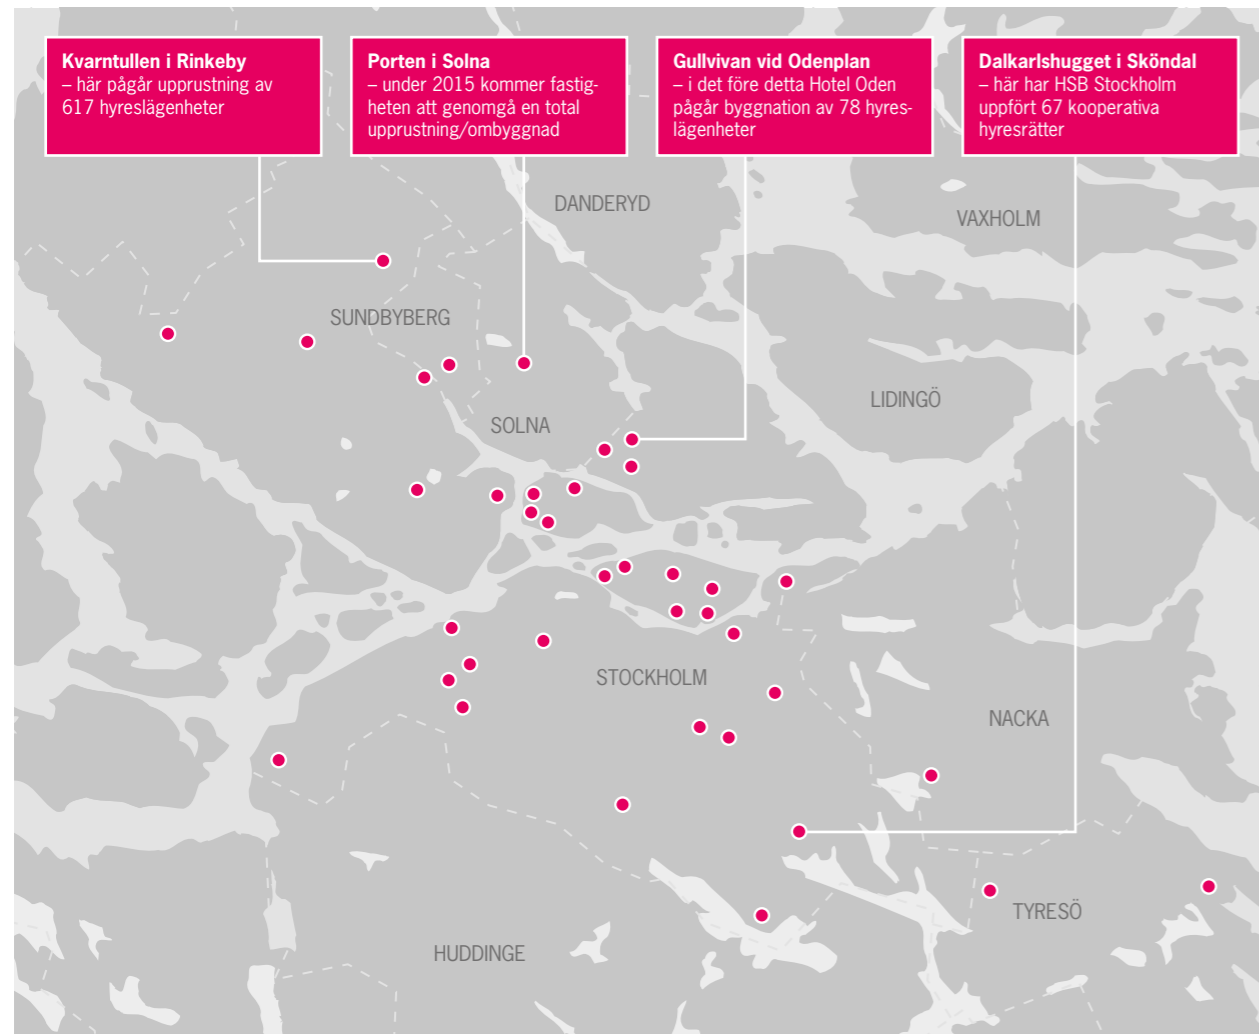 Kvarntullen i Rinkeby
– här pågår upprustning av
617 hyreslägenheter
Porten i Solna
– under 2015 kommer fastig-
heten att genomgå en total
upprustning/ombyggnad
Gullvivan vid Odenplan
– i det före detta Hotel Oden
pågår byggnation av 78 hyres-
lägenheter
Dalkarlshugget i Sköndal
– här har HSB Stockholm
uppfört 67 kooperativa
hyresrätter
DANDERYD
VAXHOLM
SUNDBYBERG
LIDINGÖ
SOLNA
STOCKHOLM
NACKA
TYRESÖ
HUDDINGE